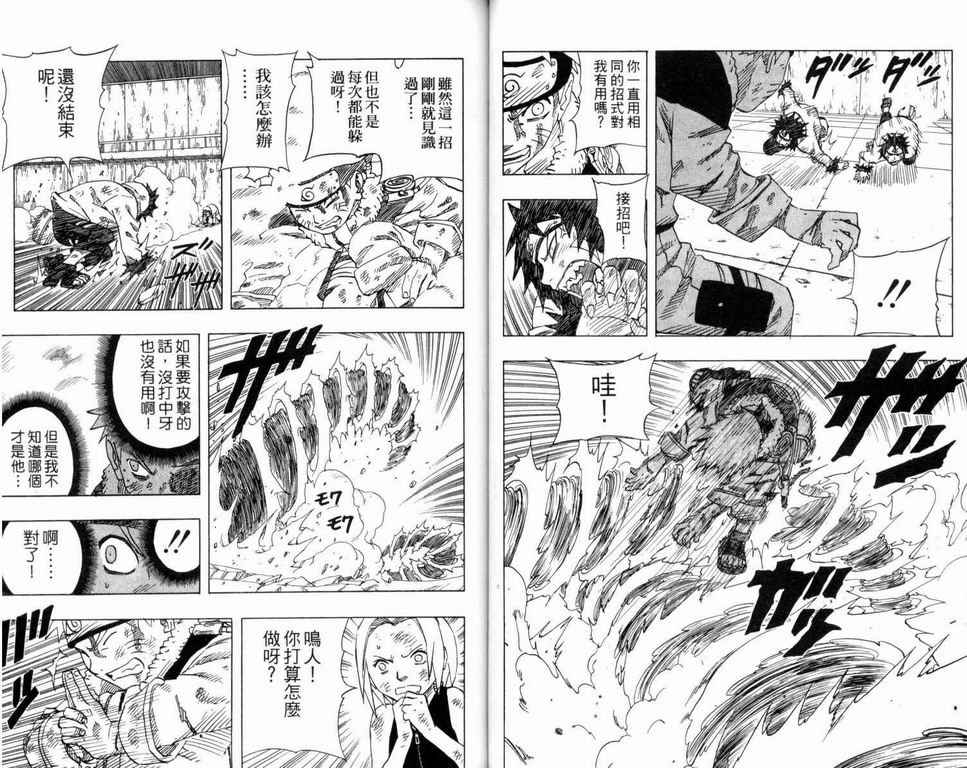 ダダッ
ダダッ
!!
你一直用相
同的招式對
我有用嗎？
接招吧！
哇！
ガガ
ガガ
雖然這一招
剛剛就見識
過了…
但也不是
每次都能躲
過呀！
我該怎麼辦
……
還沒結束
呢！
ズザザザ
ザザザ
モワ
モワ
如果要攻擊的
話，沒打中牙
也沒有用啊！
但是我不
知道哪個
才是他…
!!
啊……
對了！
鳴人！
你打算怎麼
做呀？